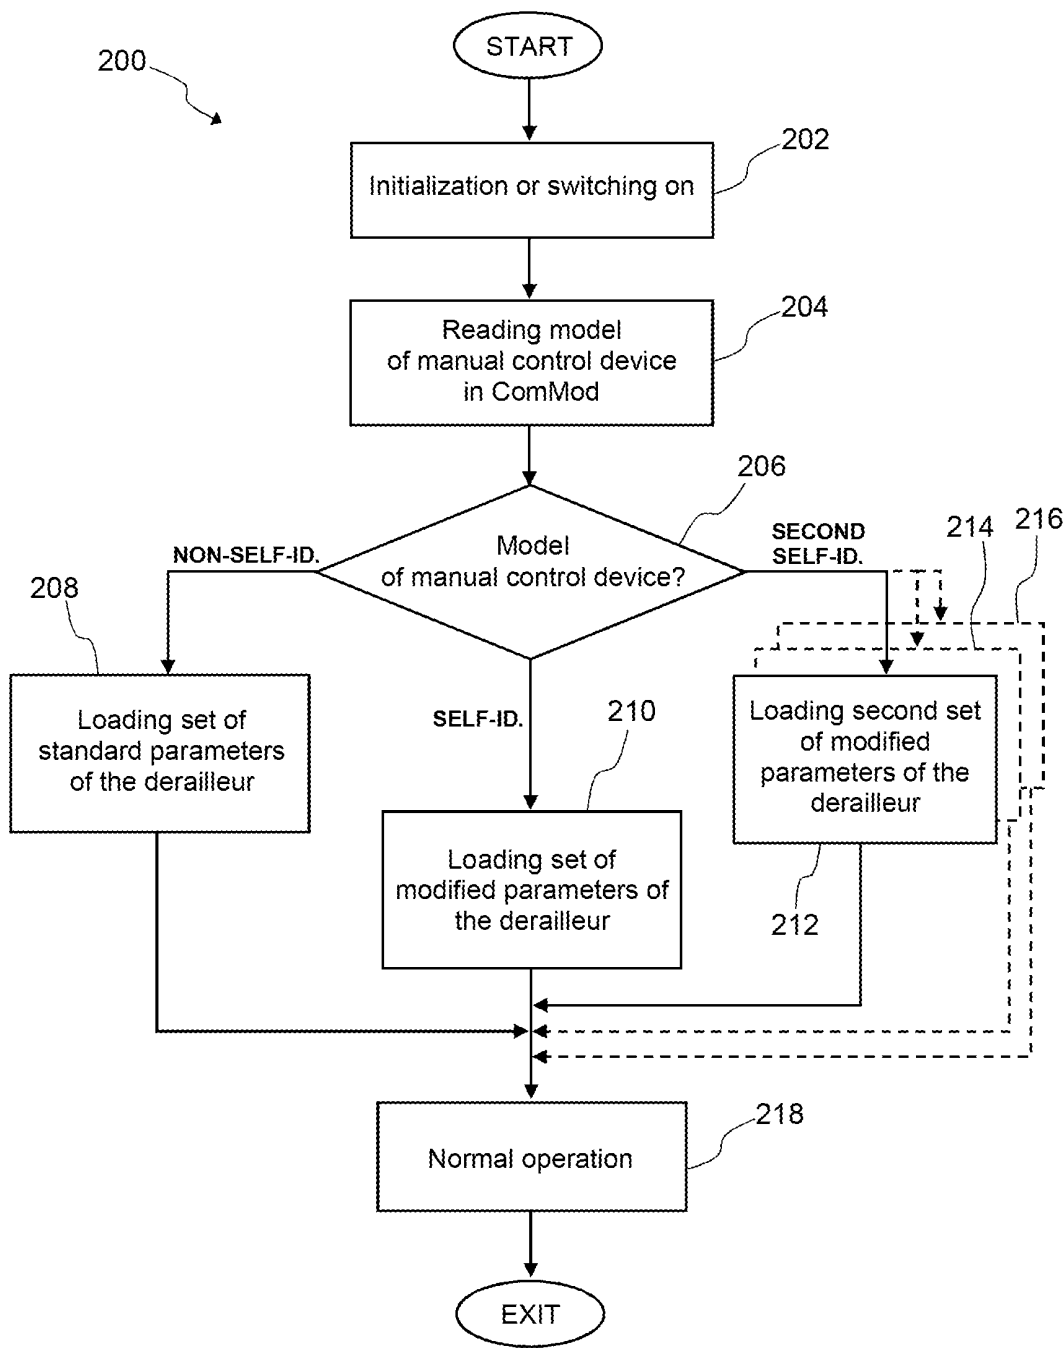 START
200
202
Initialization or switching on
204
Reading model
of manual control device
in ComMod
206
Model
of manual control device?
NON-SELF-ID.
SECOND
SELF-ID.
214
216
208
Loading set of
standard parameters
of the derailleur
SELF-ID.
210
Loading second set
of modified
parameters of the
derailleur
Loading set of
modified parameters of
the derailleur
212
218
Normal operation
EXIT